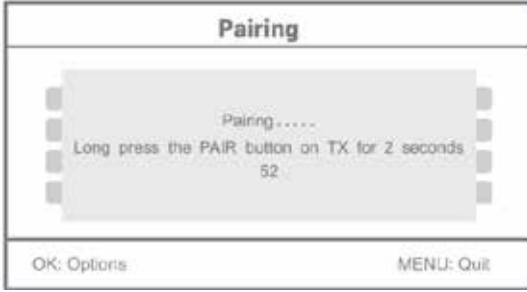 Pairing
Pairing.....
Long press the PAIR button on TX for 2 seconds
52
OK: Options
MENU: Quit